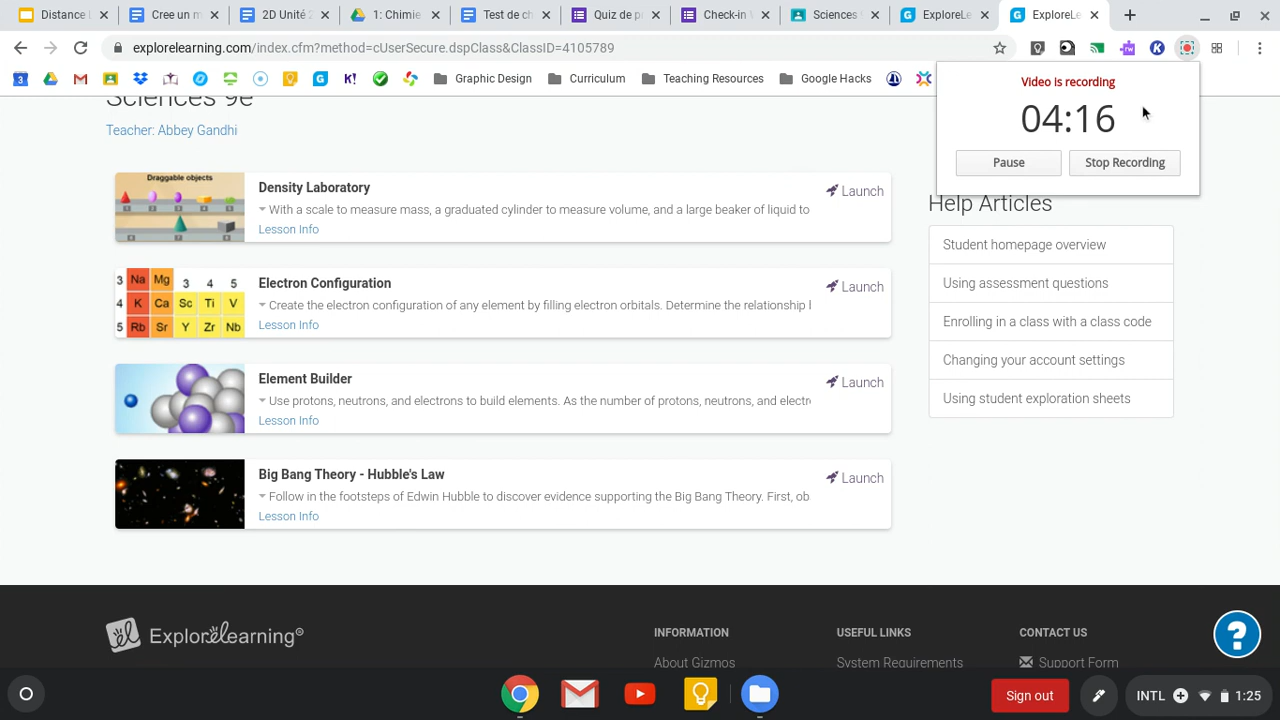 Distance L
Cree un m
2D Unité 2
1: Chimie
Test de ch
Quiz de p
Check-in W
Sciences
ExploreLe
ExploreLe
explorelearning.com/index.cfm?method=cUserSecure.dspClass&ClassID=4105789
Graphic Design
Curriculum
Teaching Resources
Google Hacks
Video is recording
04:16
Pause
Stop Recording
Sciences 9e
Teacher: Abbey Gandhi
Draggable objects
Density Laboratory
With a scale to measure mass, a graduated cylinder to measure volume, and a large beaker of liquid to
Lesson Info
Launch
3 Na Mg 3 4 5
4 K Ca Sc Ti V
5 Rb Sr Y Zr Nb
Electron Configuration
Create the electron configuration of any element by filling electron orbitals. Determine the relationship
Lesson Info
Launch
Element Builder
Use protons, neutrons, and electrons to build elements. As the number of protons, neutrons, and electr
Lesson Info
Launch
Big Bang Theory - Hubble's Law
Follow in the footsteps of Edwin Hubble to discover evidence supporting the Big Bang Theory. First, ob
Lesson Info
Launch
Help Articles
Student homepage overview
Using assessment questions
Enrolling in a class with a class code
Changing your account settings
Using student exploration sheets
Explorelearning®
INFORMATION
About Gizmos
USEFUL LINKS
System Requirements
CONTACT US
Support Form
Sign out
INTL
1:25